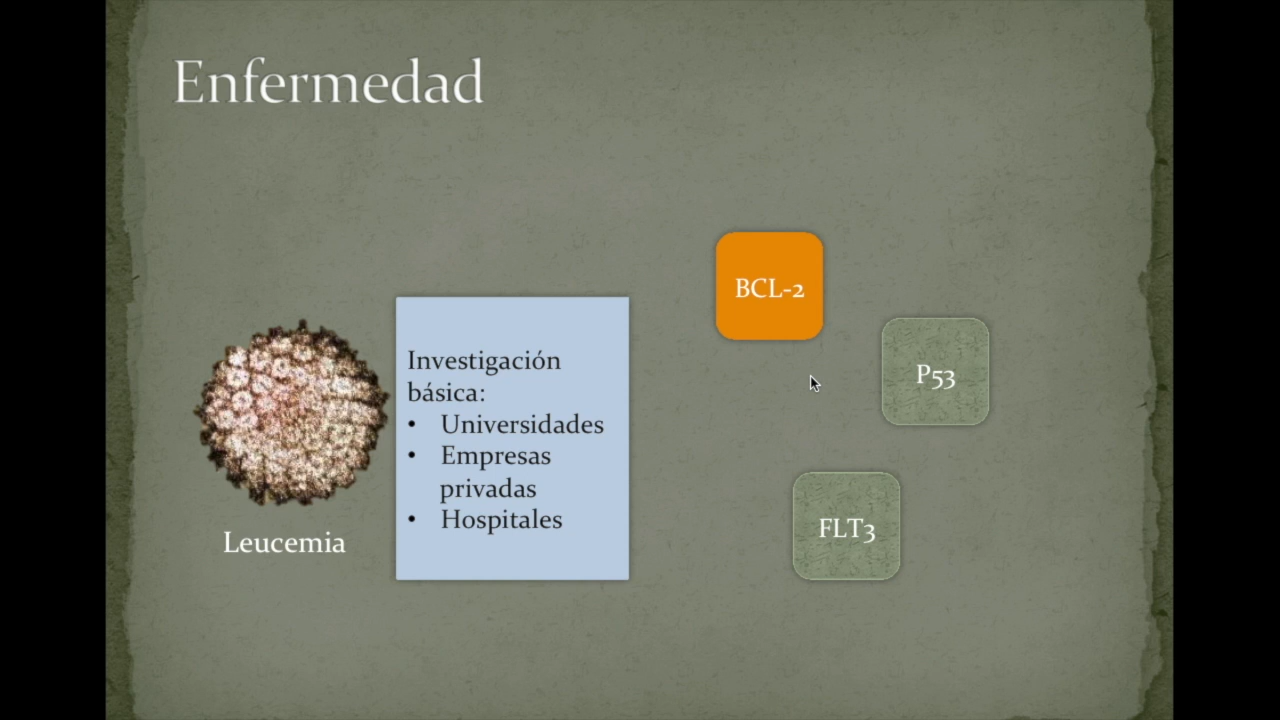 Enfermedad
Investigación
básica:
• Universidades
• Empresas
privadas
• Hospitales
Leucemia
BCL-2
P53
FLT3